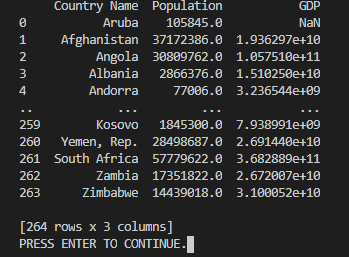 Country Name Population GDP
0 Aruba 105845.0 NaN
1 Afghanistan 37172386.0 1.936297e+10
2 Angola 30809762.0 1.057510e+11
3 Albania 2866376.0 1.510250e+10
4 Andorra 77006.0 3.236544e+09
.. ... ... ...
259 Kosovo 1845300.0 7.938991e+09
260 Yemen, Rep. 28498687.0 2.691440e+10
261 South Africa 57779622.0 3.682889e+11
262 Zambia 17351822.0 2.672007e+10
263 Zimbabwe 14439018.0 3.100052e+10
[264 rows x 3 columns]
PRESS ENTER TO CONTINUE.